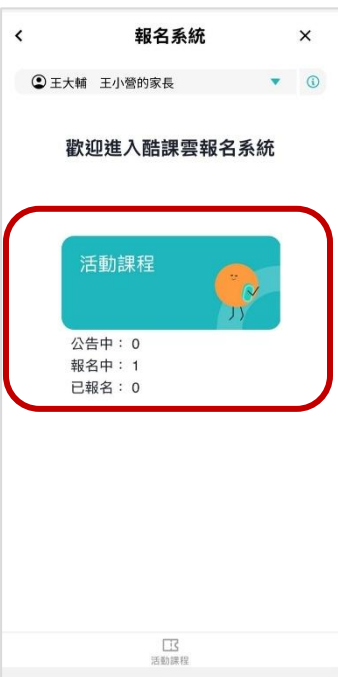 報名系統
王大輔 王小營的家長
歡迎進入酷課雲報名系統
活動課程
公告中：0
報名中：1
已報名：0
活動課程